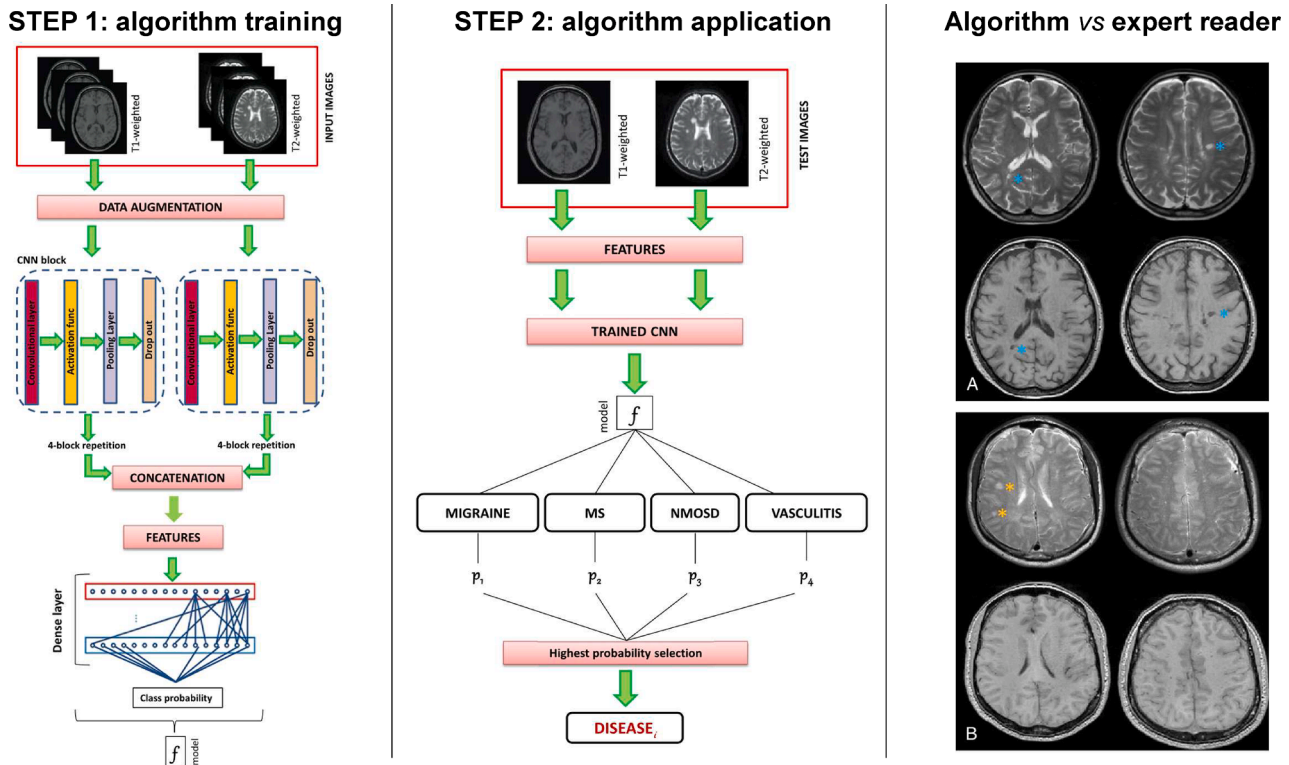 STEP 1: algorithm training
T1-weighted
T2-weighted
INPUT IMAGES
DATA AUGMENTATION
CNN block
Convolutional layer
Activation func
Pooling Layer
Drop out
Convolutional layer
Activation func
Pooling Layer
Drop out
4-block repetition
4-block repetition
CONCATENATION
FEATURES
Dense layer
...
Class probability
f
model
STEP 2: algorithm application
T1-weighted
T2-weighted
TEST IMAGES
FEATURES
TRAINED CNN
model
f
MIGRAINE
MS
NMOSD
VASCULITIS
p₁
p₂
p₃
p₄
Highest probability selection
DISEASEᵢ
Algorithm vs expert reader
*
*
*
*
A
*
*
B